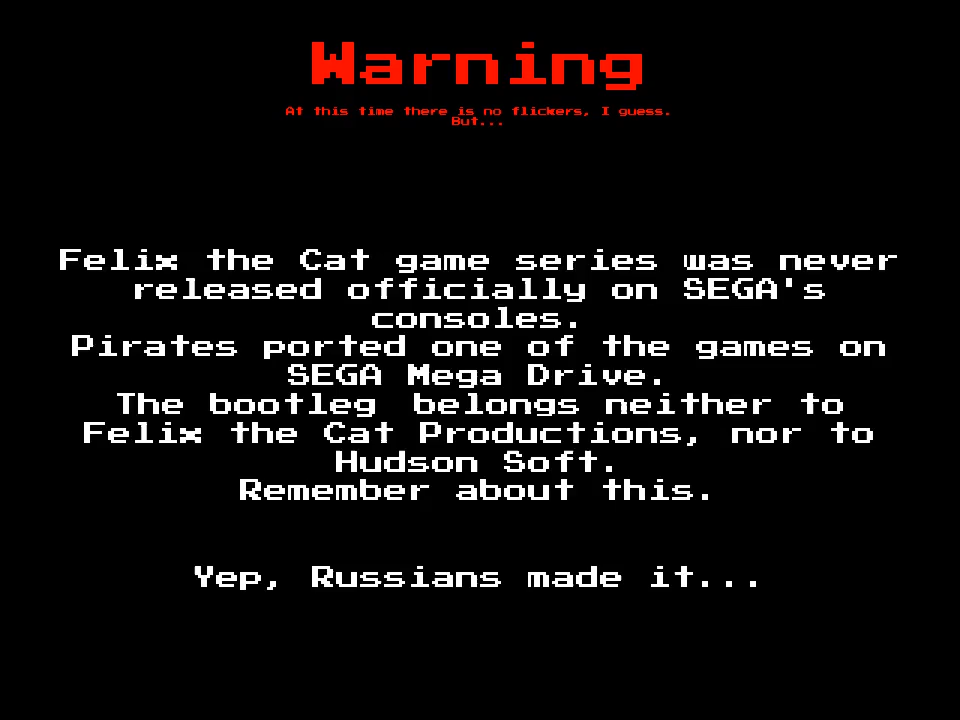 Warning
At this time there is no flickers, I guess.
But...
Felix the Cat game series was never
released officially on SEGA's
consoles.
Pirates ported one of the games on
SEGA Mega Drive.
The bootleg belongs neither to
Felix the Cat Productions, nor to
Hudson Soft.
Remember about this.
Yep, Russians made it...